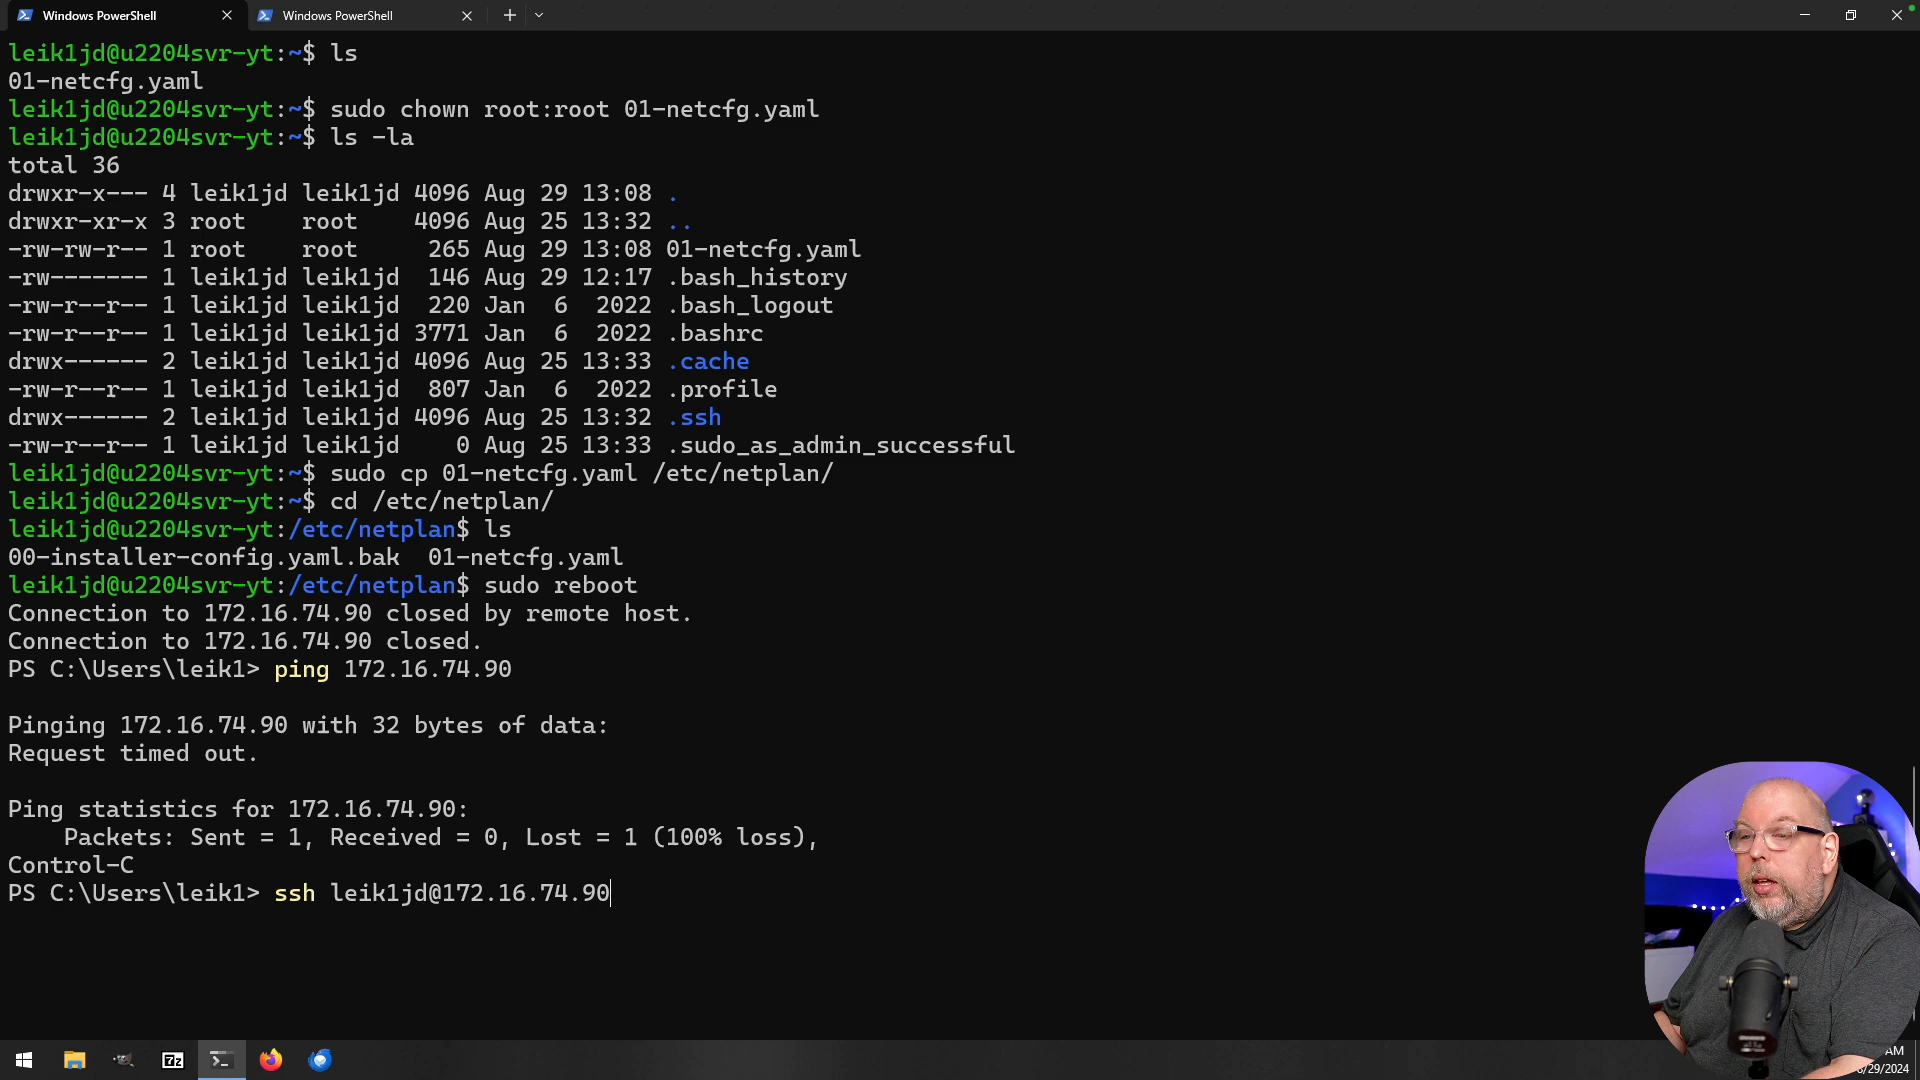 Windows PowerShell
Windows PowerShell
leik1jd@u2204svr-yt:~$ ls
01-netcfg.yaml
leik1jd@u2204svr-yt:~$ sudo chown root:root 01-netcfg.yaml
leik1jd@u2204svr-yt:~$ ls -la
total 36
drwxr-x--- 4 leik1jd leik1jd 4096 Aug 29 13:08 .
drwxr-xr-x 3 root    root    4096 Aug 25 13:32 ..
-rw-rw-r-- 1 root    root     265 Aug 29 13:08 01-netcfg.yaml
-rw------- 1 leik1jd leik1jd  146 Aug 29 12:17 .bash_history
-rw-r--r-- 1 leik1jd leik1jd  220 Jan  6  2022 .bash_logout
-rw-r--r-- 1 leik1jd leik1jd 3771 Jan  6  2022 .bashrc
drwx------ 2 leik1jd leik1jd 4096 Aug 25 13:33 .cache
-rw-r--r-- 1 leik1jd leik1jd  807 Jan  6  2022 .profile
drwx------ 2 leik1jd leik1jd 4096 Aug 25 13:32 .ssh
-rw-r--r-- 1 leik1jd leik1jd    0 Aug 25 13:33 .sudo_as_admin_successful
leik1jd@u2204svr-yt:~$ sudo cp 01-netcfg.yaml /etc/netplan/
leik1jd@u2204svr-yt:~$ cd /etc/netplan/
leik1jd@u2204svr-yt:/etc/netplan$ ls
00-installer-config.yaml.bak  01-netcfg.yaml
leik1jd@u2204svr-yt:/etc/netplan$ sudo reboot
Connection to 172.16.74.90 closed by remote host.
Connection to 172.16.74.90 closed.
PS C:\Users\leik1> ping 172.16.74.90

Pinging 172.16.74.90 with 32 bytes of data:
Request timed out.

Ping statistics for 172.16.74.90:
    Packets: Sent = 1, Received = 0, Lost = 1 (100% loss),
Control-C
PS C:\Users\leik1> ssh leik1jd@172.16.74.90
7z
AM
/29/2024